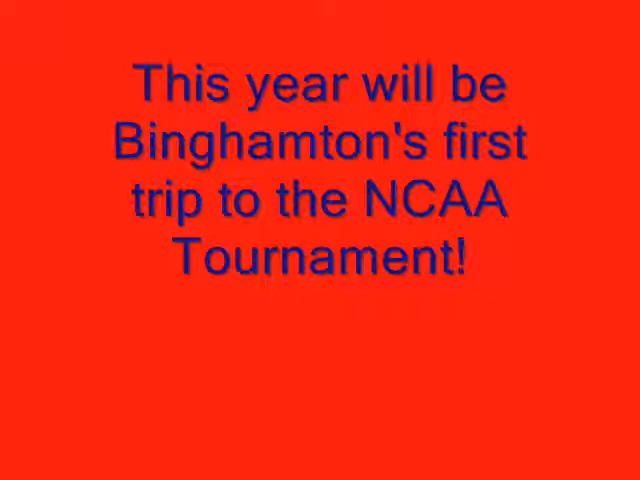 This year will be
Binghamton's first
trip to the NCAA
Tournament!